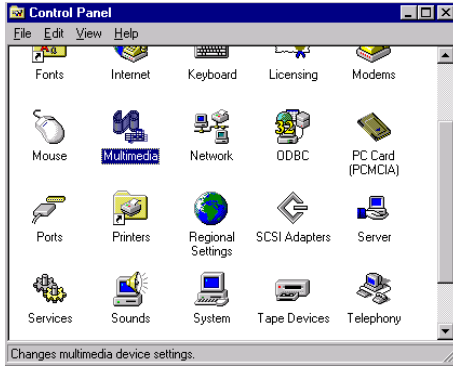 Control Panel
File Edit View Help
Fonts Internet Keyboard Licensing Modems
Mouse Multimedia Network ODBC PC Card
(PCMCIA)
32
Ports Printers Regional SCSI Adapters Server
Settings
Services Sounds System Tape Devices Telephony
Changes multimedia device settings.